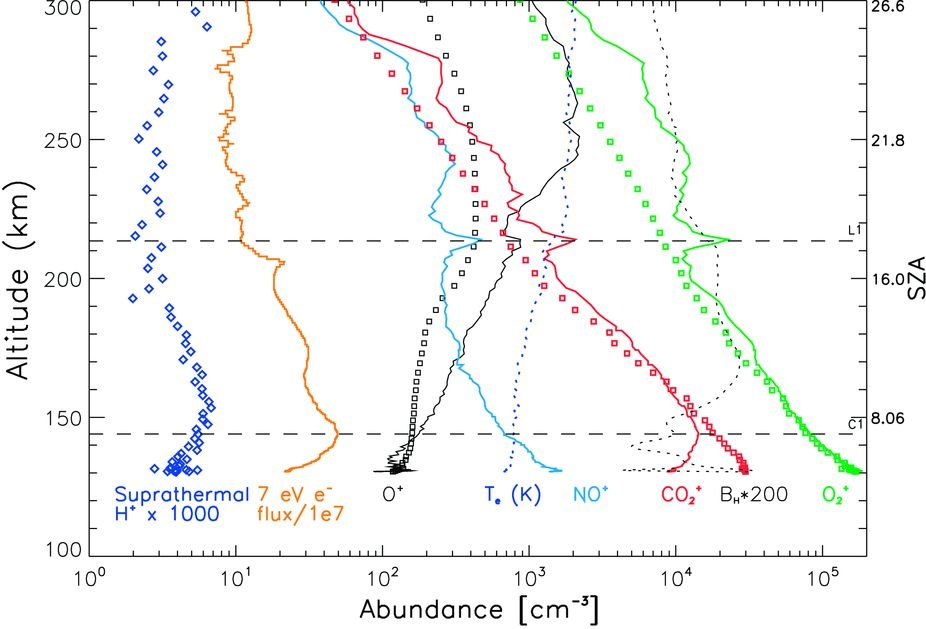 300
26.6
250
21.8
L1
200
16.0
Altitude (km)
SZA
150
8.06
C1
Suprathermal
H⁺ x 1000
7 eV e⁻
flux/1e7
O⁺
Tₑ (K)
NO⁺
CO₂⁺
B_H*200
O₂⁺
100
10⁰
10¹
10²
10³
10⁴
10⁵
Abundance [cm⁻³]